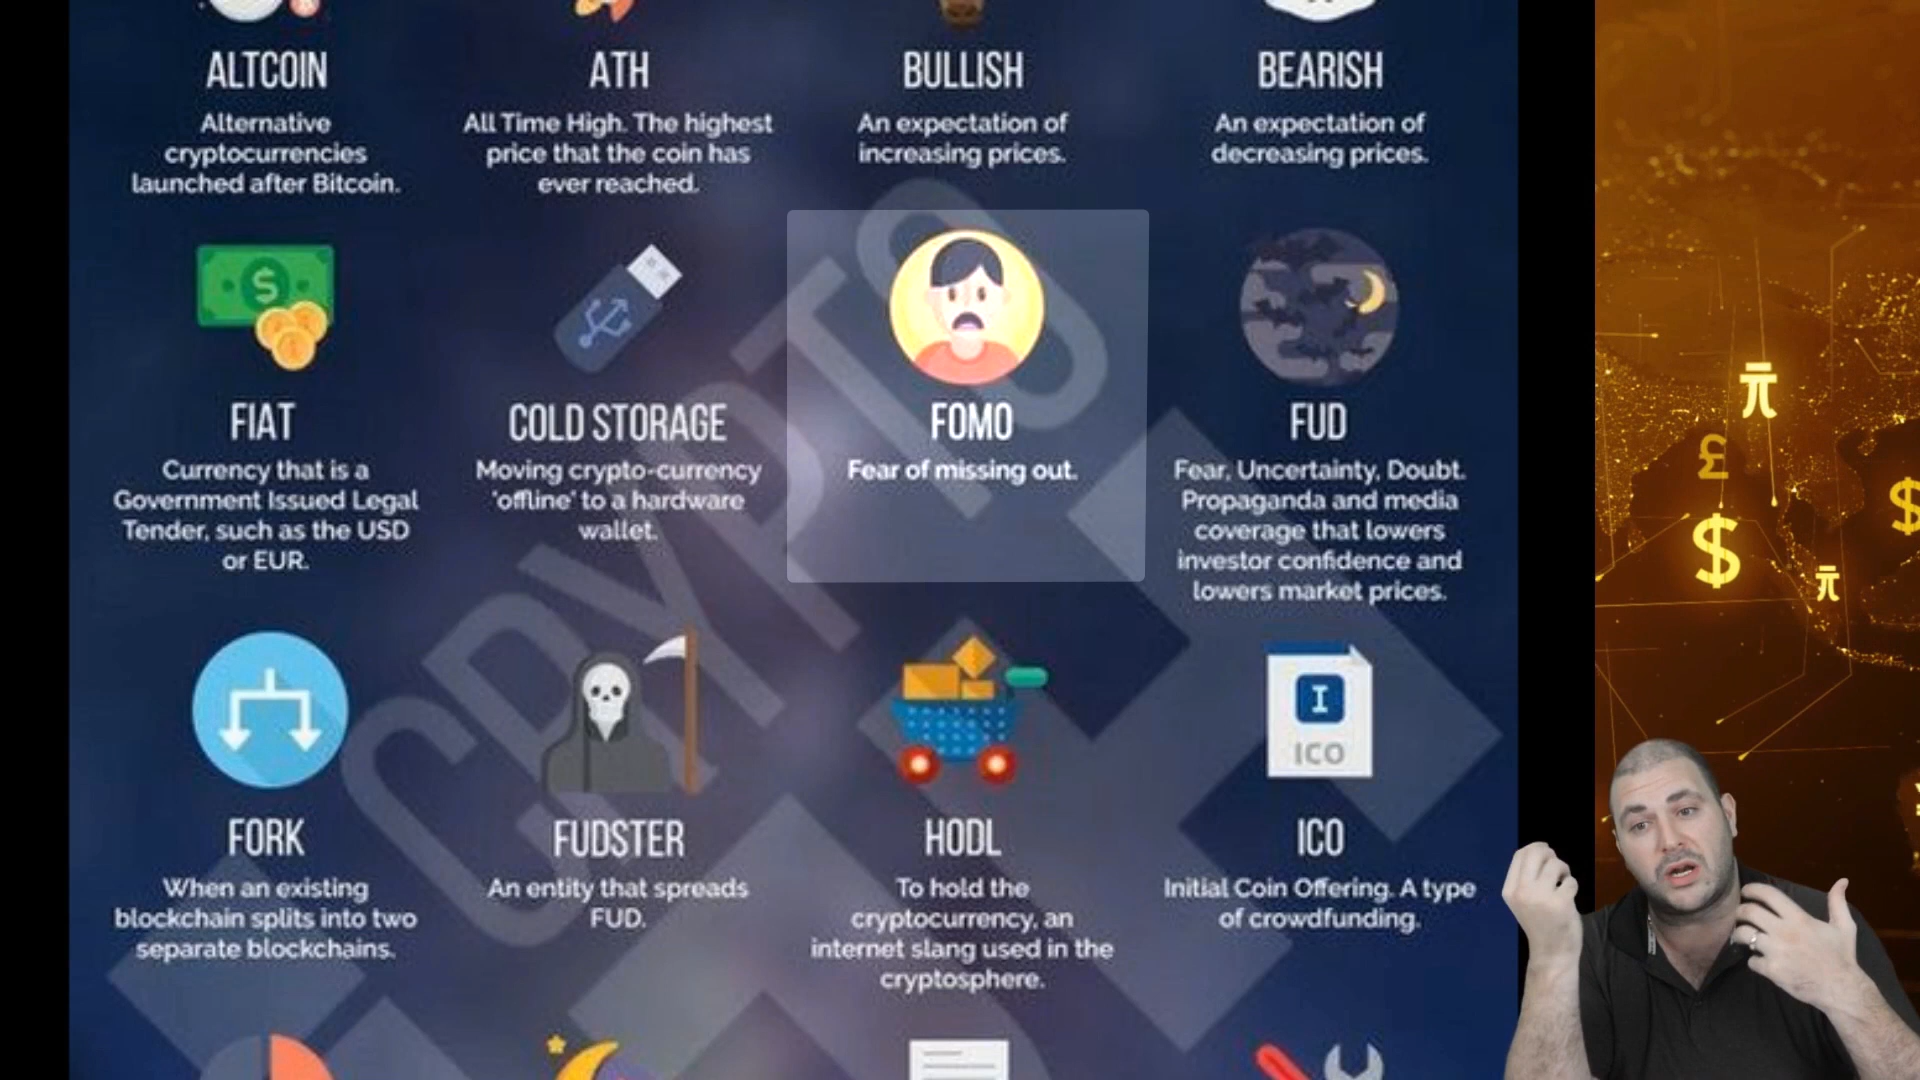 ALTCOIN
Alternative
cryptocurrencies
launched after Bitcoin.
ATH
All Time High. The highest
price that the coin has
ever reached.
BULLISH
An expectation of
increasing prices.
BEARISH
An expectation of
decreasing prices.
FIAT
Currency that is a
Government Issued Legal
Tender, such as the USD
or EUR.
COLD STORAGE
Moving crypto-currency
'offline' to a hardware
wallet.
FOMO
Fear of missing out.
FUD
Fear, Uncertainty, Doubt.
Propaganda and media
coverage that lowers
investor confidence and
lowers market prices.
I
ICO
FORK
When an existing
blockchain splits into two
separate blockchains.
FUDSTER
An entity that spreads
FUD.
HODL
To hold the
cryptocurrency, an
internet slang used in the
cryptosphere.
ICO
Initial Coin Offering. A type
of crowdfunding.
CRYPTO